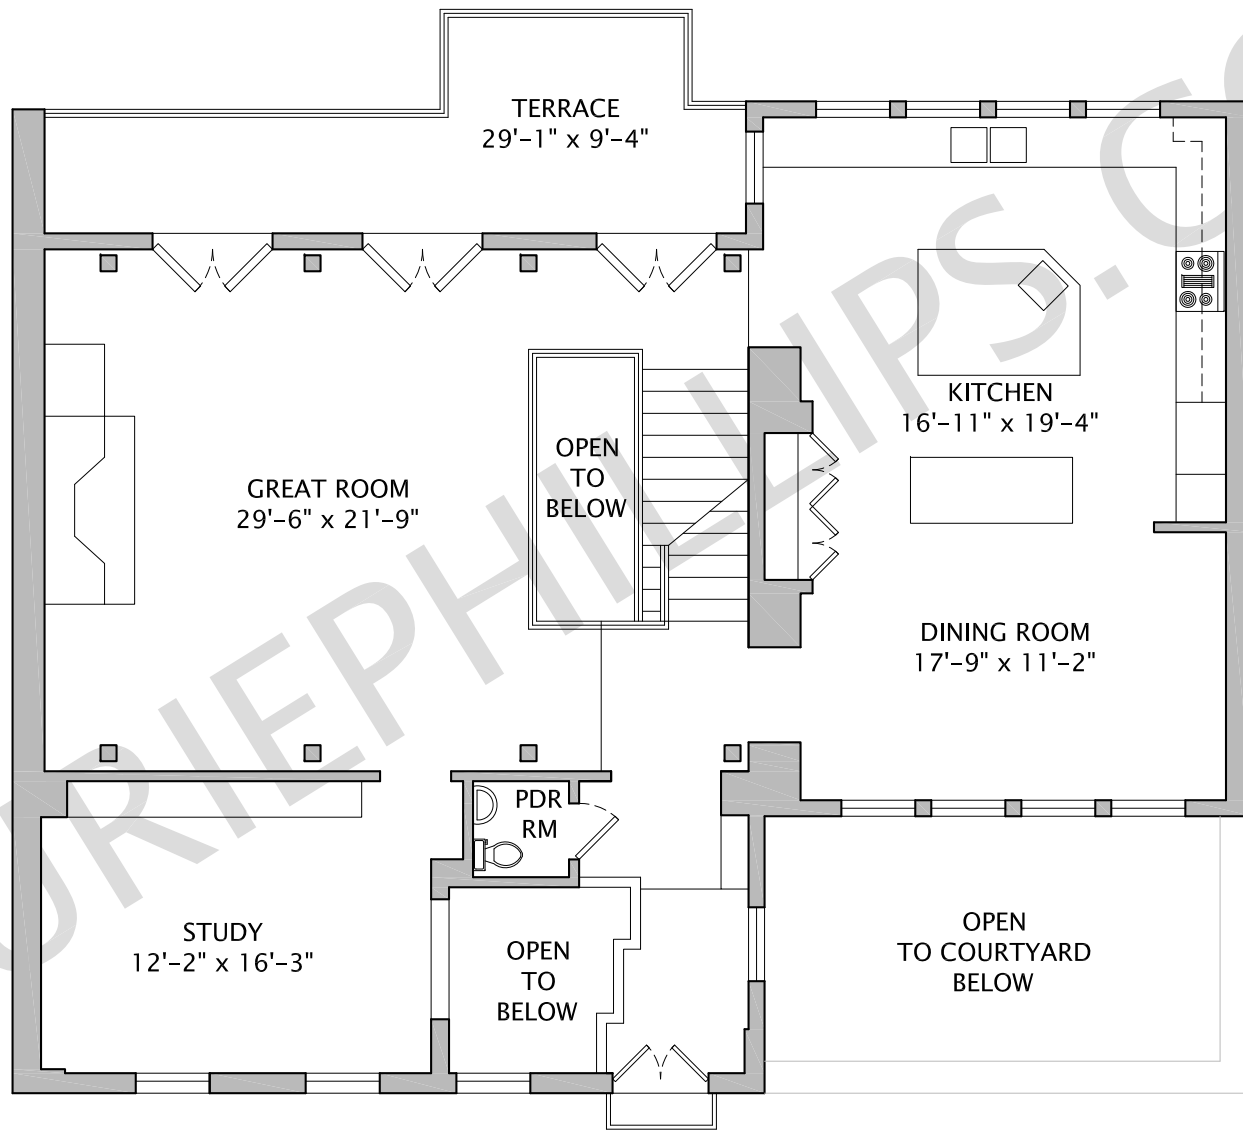 TERRACE
29'-1" x 9'-4"
KITCHEN
16'-11" x 19'-4"
GREAT ROOM
29'-6" x 21'-9"
OPEN
TO
BELOW
DINING ROOM
17'-9" x 11'-2"
PDR
RM
STUDY
12'-2" x 16'-3"
OPEN
TO
BELOW
OPEN
TO COURTYARD
BELOW
URIEPHILLIPS.CO